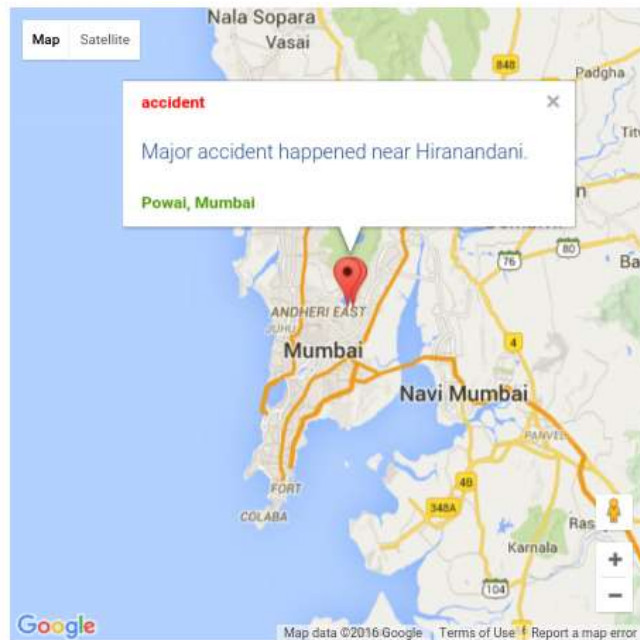 Nala Sopara
Map Satellite
Vasai
848
Padgha
accident
×
Major accident happened near Hiranandani.
Powai, Mumbai
76
80
ANDHERI EAST
JUHU
Mumbai
4
Navi Mumbai
PANVEL
4B
FORT
348A
COLABA
Karnala
+
104
−
Google
Map data ©2016 Google Terms of Use Report a map error